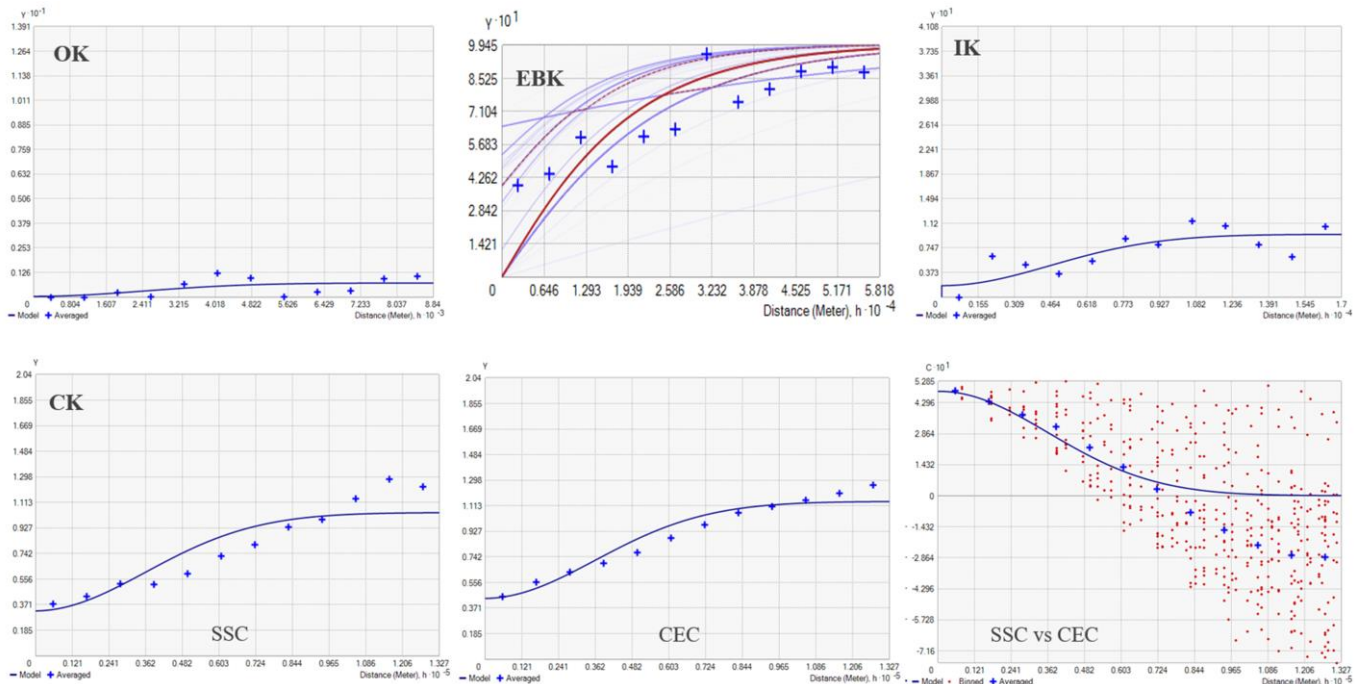 γ · 10⁻¹
OK
1.391
1.264
1.138
1.011
0.885
0.759
0.632
0.506
0.379
0.253
0.126
0 0.804 1.607 2.411 3.215 4.018 4.822 5.626 6.429 7.233 8.037 8.84
Distance (Meter), h · 10⁻³
Model Averaged
γ · 10¹
EBK
9.945
8.525
7.104
5.683
4.262
2.842
1.421
0.646 1.293 1.939 2.586 3.232 3.878 4.525 5.171 5.818
Distance (Meter), h · 10⁻⁴
γ · 10¹
IK
4.108
3.735
3.361
2.988
2.614
2.241
1.867
1.494
1.12
0.747
0.373
0 0.155 0.309 0.464 0.618 0.773 0.927 1.082 1.236 1.391 1.545 1.7
Distance (Meter), h · 10⁻⁴
Model Averaged
γ
CK
2.04
1.855
1.669
1.484
1.298
1.113
0.927
0.742
0.556
0.371
0.185
SSC
0 0.121 0.241 0.362 0.482 0.603 0.724 0.844 0.965 1.086 1.206 1.327
Distance (Meter), h · 10⁻⁵
Model Averaged
γ
2.04
1.855
1.669
1.484
1.298
1.113
0.927
0.742
0.556
0.371
0.185
CEC
0 0.121 0.241 0.362 0.482 0.603 0.724 0.844 0.965 1.086 1.206 1.327
Distance (Meter), h · 10⁻⁵
Model Averaged
C · 10¹
5.285
4.296
2.864
1.432
0
-1.432
-2.864
-4.296
-5.728
-7.16
SSC vs CEC
0.121 0.241 0.362 0.482 0.603 0.724 0.844 0.965 1.086 1.206 1.327
Model Binned Averaged
Distance (Meter), h · 10⁻⁵